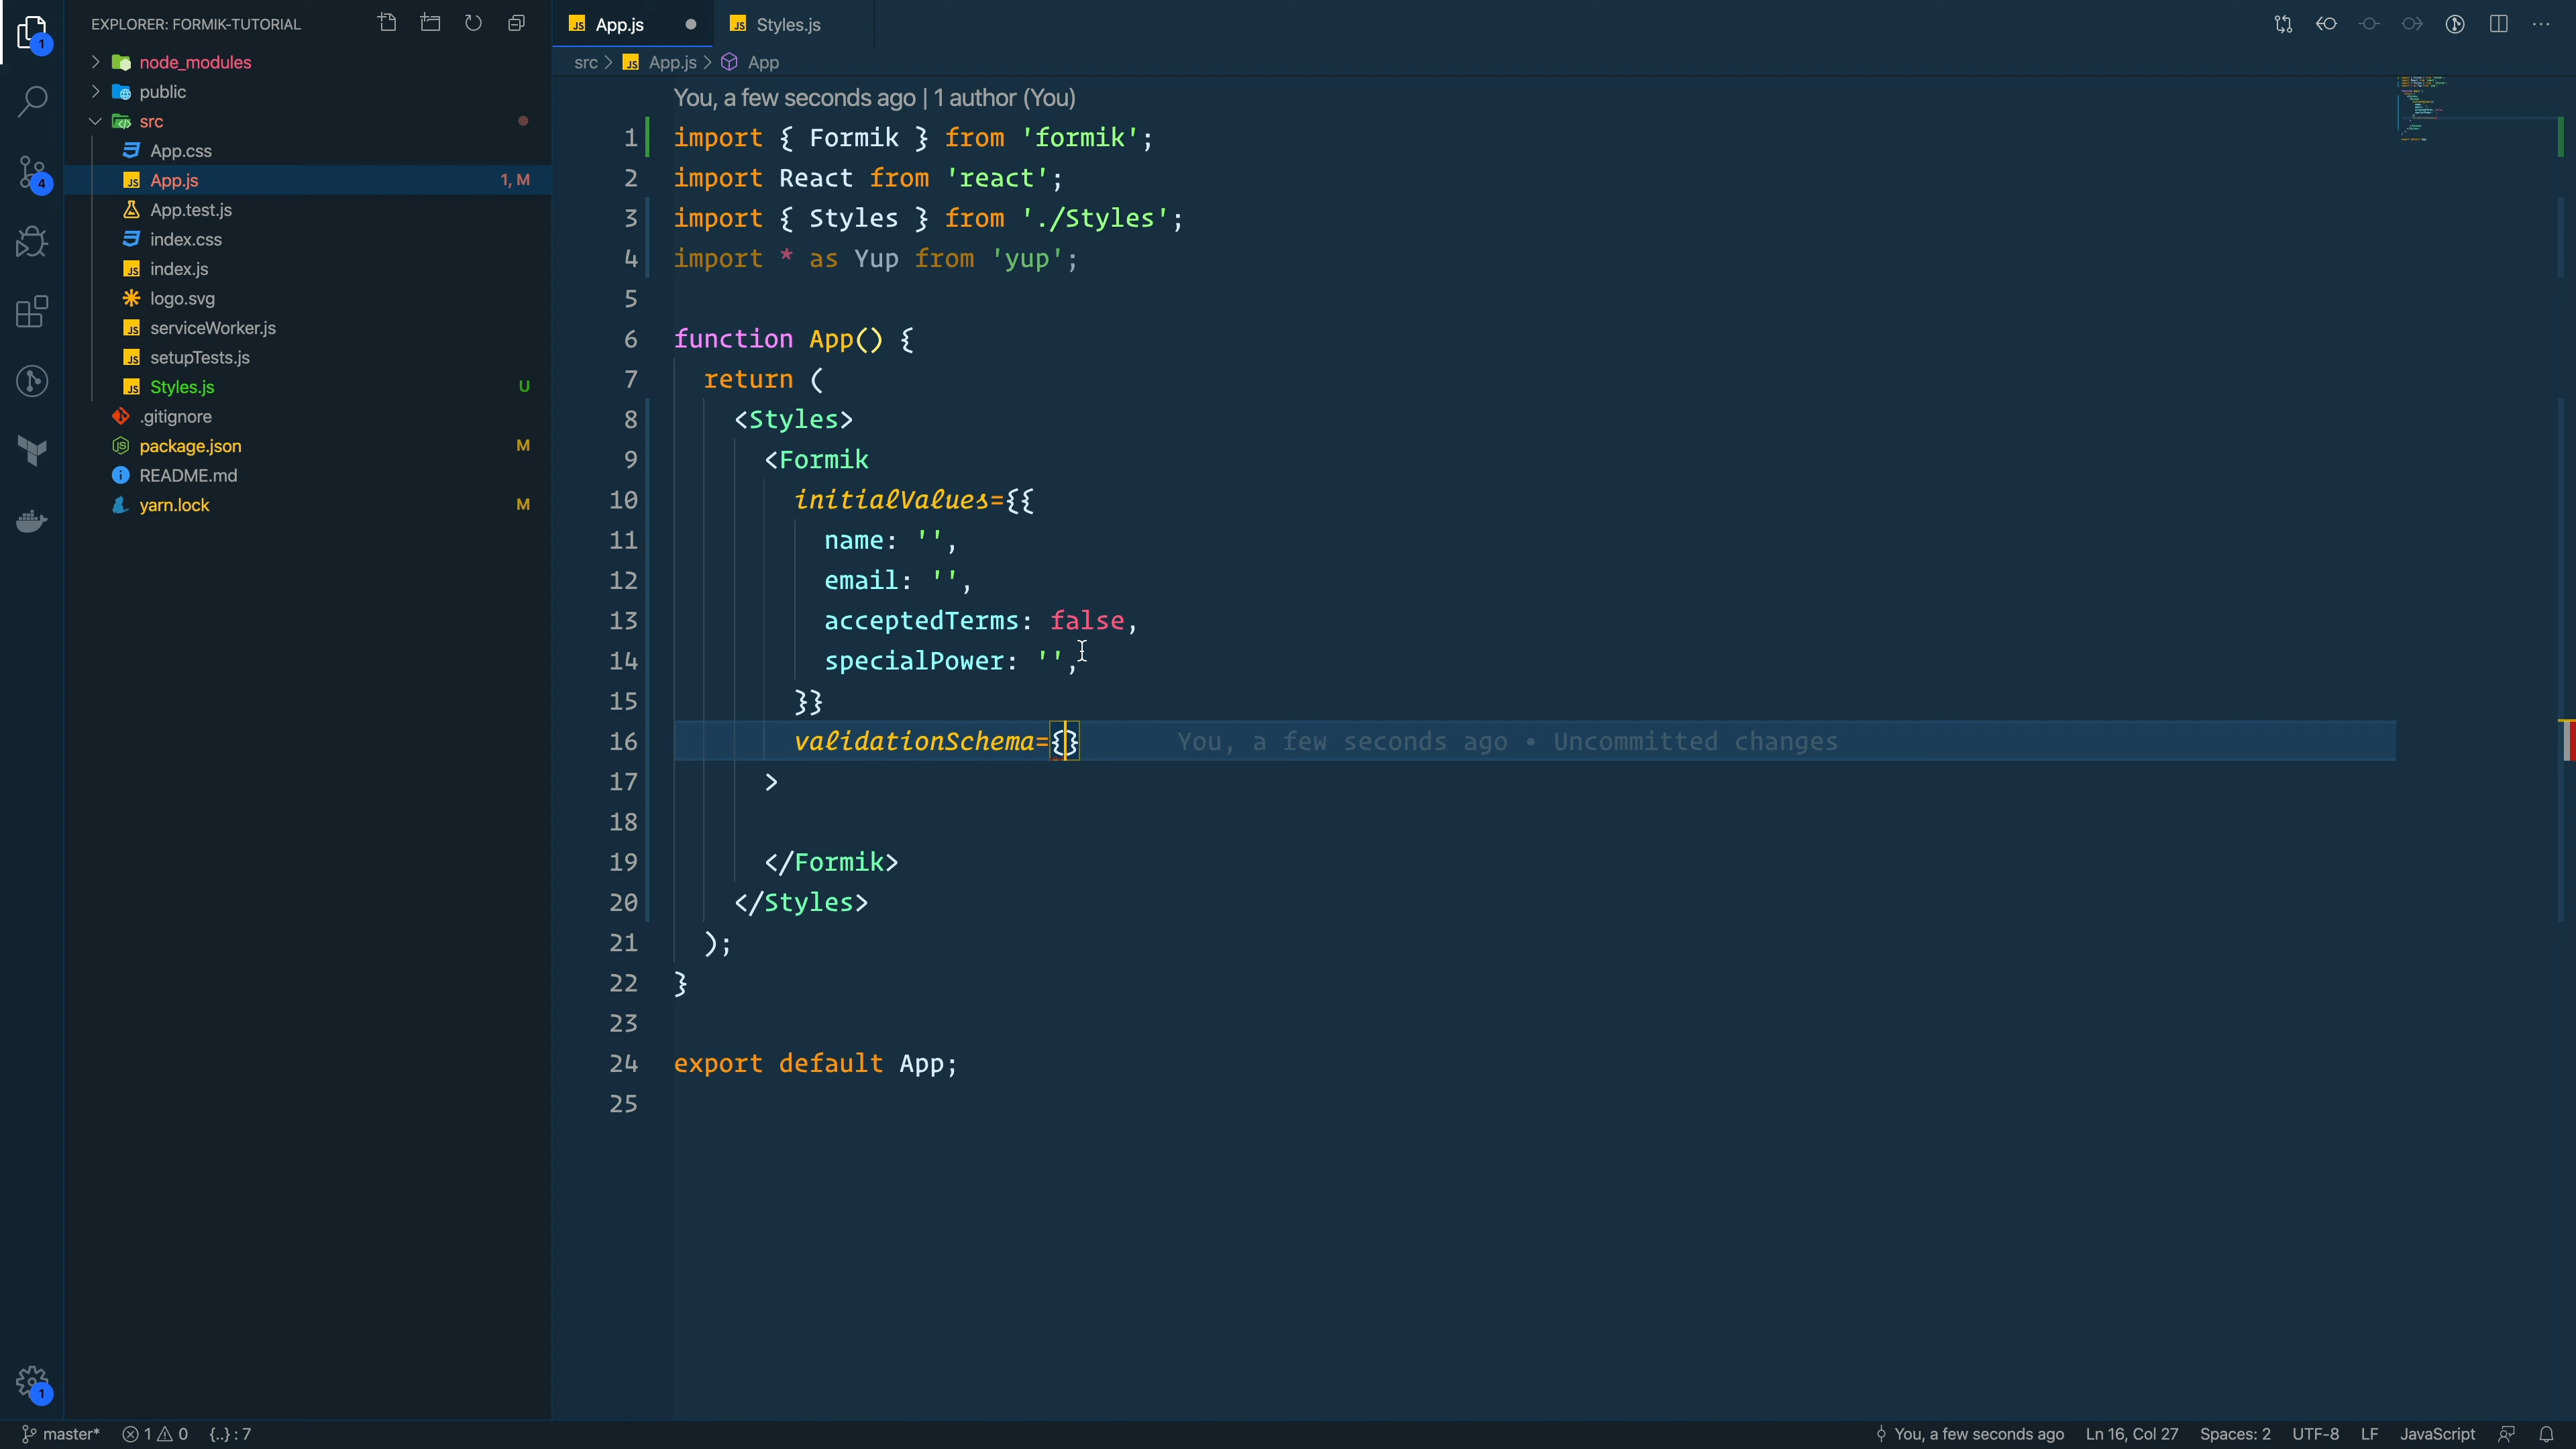 EXPLORER: FORMIK-TUTORIAL
node_modules
public
src
App.css
App.js 1, M
App.test.js
index.css
index.js
logo.svg
serviceWorker.js
setupTests.js
Styles.js U
.gitignore
package.json M
README.md
yarn.lock M
1
4
1
JS App.js
JS Styles.js
src > JS App.js > App
You, a few seconds ago | 1 author (You)
1 import { Formik } from 'formik';
2 import React from 'react';
3 import { Styles } from './Styles';
4 import * as Yup from 'yup';
5
6 function App() {
7 return (
8 <Styles>
9 <Formik
10 initialValues={{
11 name: '',
12 email: '',
13 acceptedTerms: false,
14 specialPower: '',
15 }}
16 validationSchema={} You, a few seconds ago • Uncommitted changes
17 >
18
19 </Formik>
20 </Styles>
21 );
22 }
23
24 export default App;
25
master* 1 0 {..} : 7
You, a few seconds ago Ln 16, Col 27 Spaces: 2 UTF-8 LF JavaScript